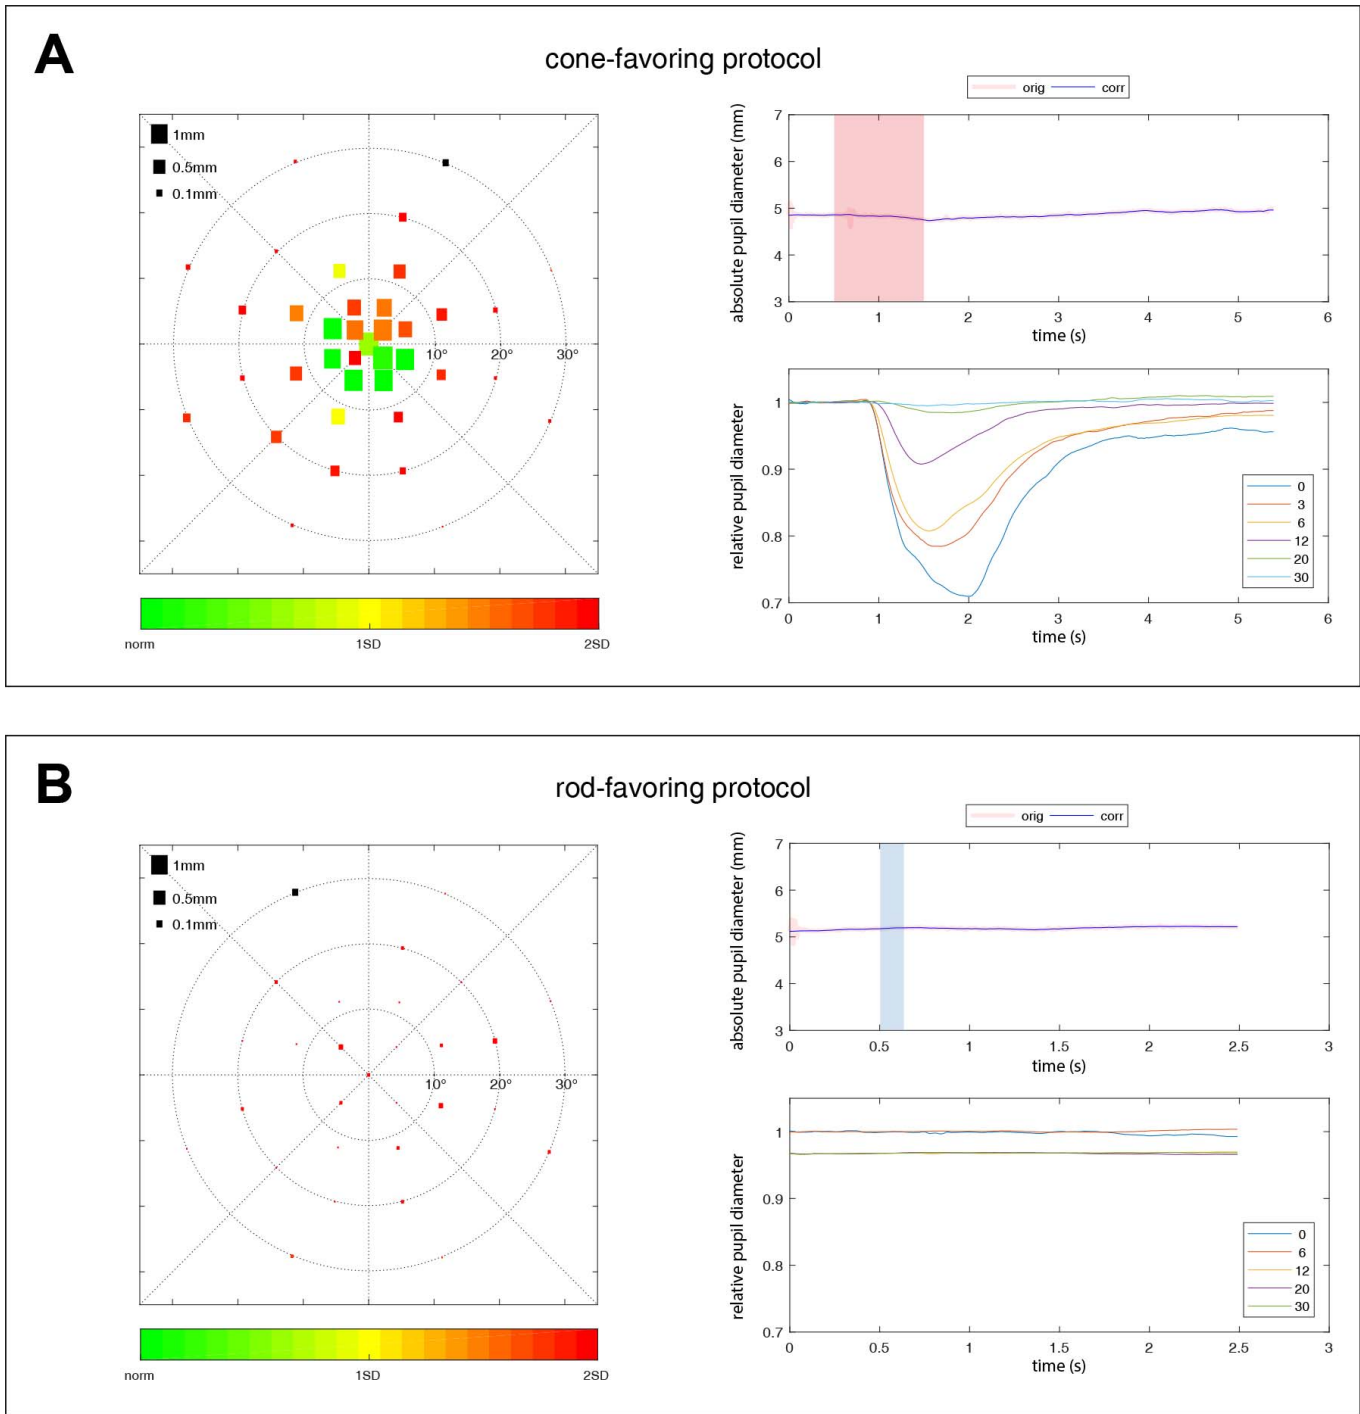 A
cone-favoring protocol
1mm
0.5mm
0.1mm
10° 20° 30°
norm 1SD 2SD
orig corr
absolute pupil diameter (mm)
7
6
5
4
3
0 1 2 3 4 5 6
time (s)
relative pupil diameter
1
0.9
0.8
0.7
0
3
6
12
20
30
0 1 2 3 4 5 6
time (s)
B
rod-favoring protocol
1mm
0.5mm
0.1mm
10° 20° 30°
norm 1SD 2SD
orig corr
absolute pupil diameter (mm)
7
6
5
4
3
0 0.5 1 1.5 2 2.5 3
time (s)
relative pupil diameter
1
0.9
0.8
0.7
0
6
12
20
30
0 0.5 1 1.5 2 2.5 3
time (s)